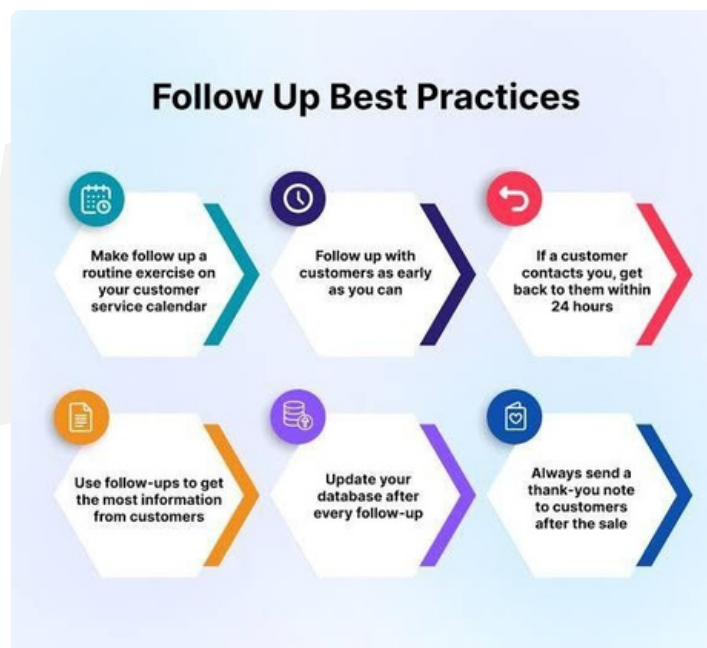 Follow Up Best Practices
Make follow up a
routine exercise on
your customer
service calendar
Follow up with
customers as early
as you can
If a customer
contacts you, get
back to them within
24 hours
Use follow-ups to get
the most information
from customers
Update your
database after
every follow-up
Always send a
thank-you note
to customers
after the sale